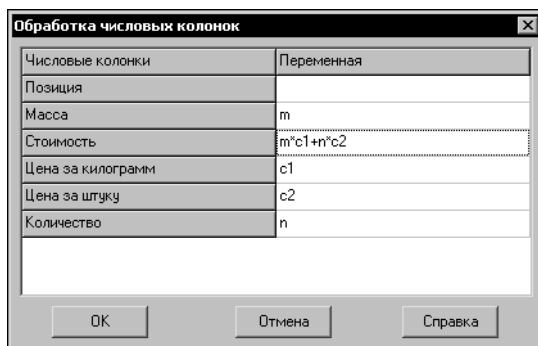 Обработка числовых колонок
Числовые колонки Переменная
Позиция
Масса m
Стоимость m*c1+n*c2
Цена за килограмм c1
Цена за штуку c2
Количество n
OK Отмена Справка